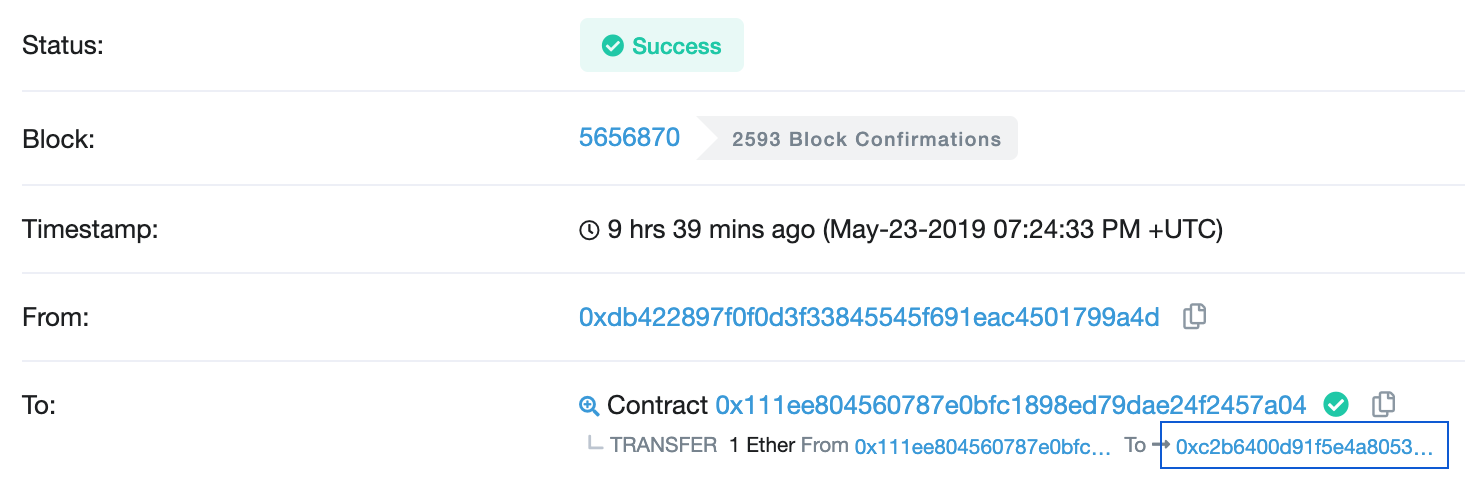 Status: Success
Block: 5656870 2593 Block Confirmations
Timestamp: 9 hrs 39 mins ago (May-23-2019 07:24:33 PM +UTC)
From: 0xdb422897f0f0d3f33845545f691eac4501799a4d
To: Contract 0x111ee804560787e0bfc1898ed79dae24f2457a04
TRANSFER 1 Ether From 0x111ee804560787e0bfc... To → 0xc2b6400d91f5e4a8053...